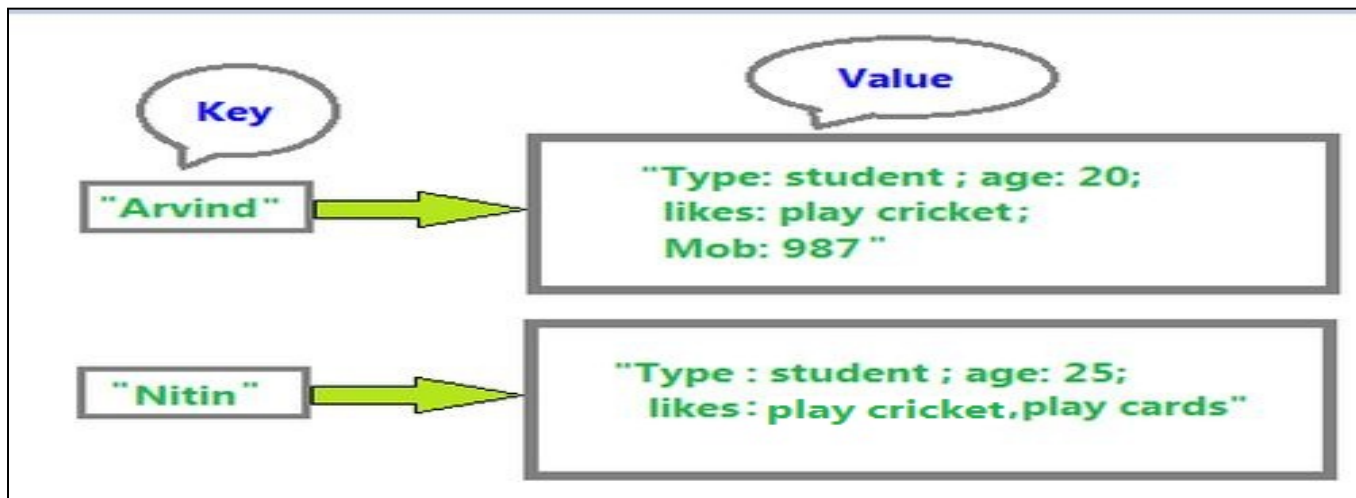 Key
Value
"Arvind"
"Type: student ; age: 20;
likes: play cricket;
Mob: 987"
"Nitin"
"Type : student ; age: 25;
likes: play cricket,play cards"